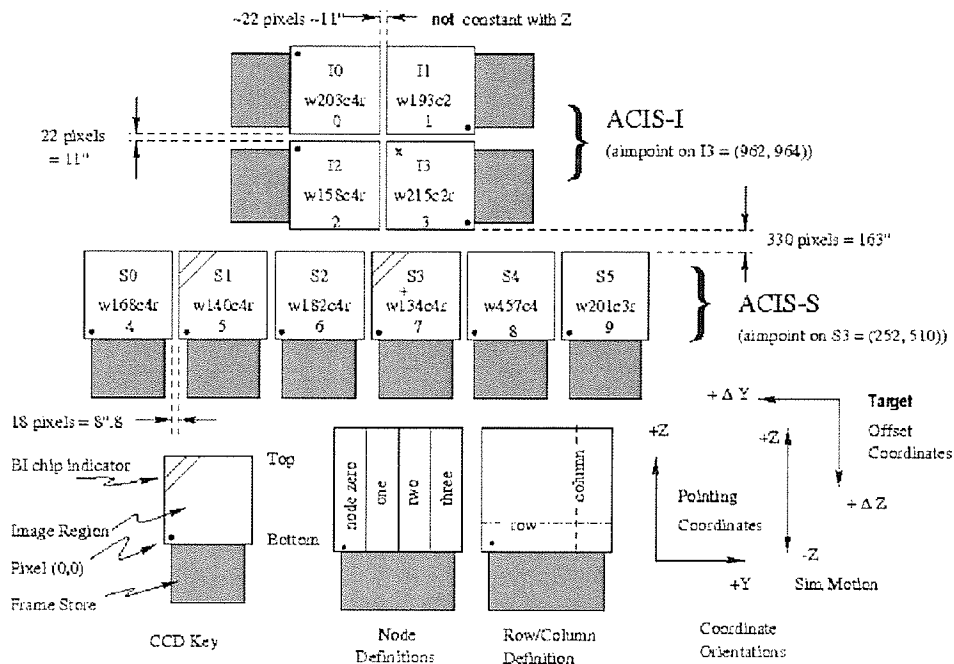 ~22 pixels ~11" not constant with Z
I0
w203c4r
0
I1
w193c2
1
22 pixels
= 11"
I2
w158c4r
2
x
I3
w215c2r
3
ACIS-I
(aimpoint on I3 = (962, 964))
330 pixels = 163"
S0
w168c4r
4
S1
w140c4r
5
S2
w182c4r
6
S3
+
w134c4r
7
S4
w457c4
8
S5
w201c3r
9
ACIS-S
(aimpoint on S3 = (252, 510))
18 pixels = 8".8
BI chip indicator
Image Region
Pixel (0,0)
Frame Store
Top
Bottom
CCD Key
node zero
one
two
three
Node
Definitions
row
column
Row/Column
Definition
+Z
Pointing
Coordinates
+Y
+ Δ Y
Target
Offset
Coordinates
+ Δ Z
+Z
-Z
Sim Motion
Coordinate
Orientations